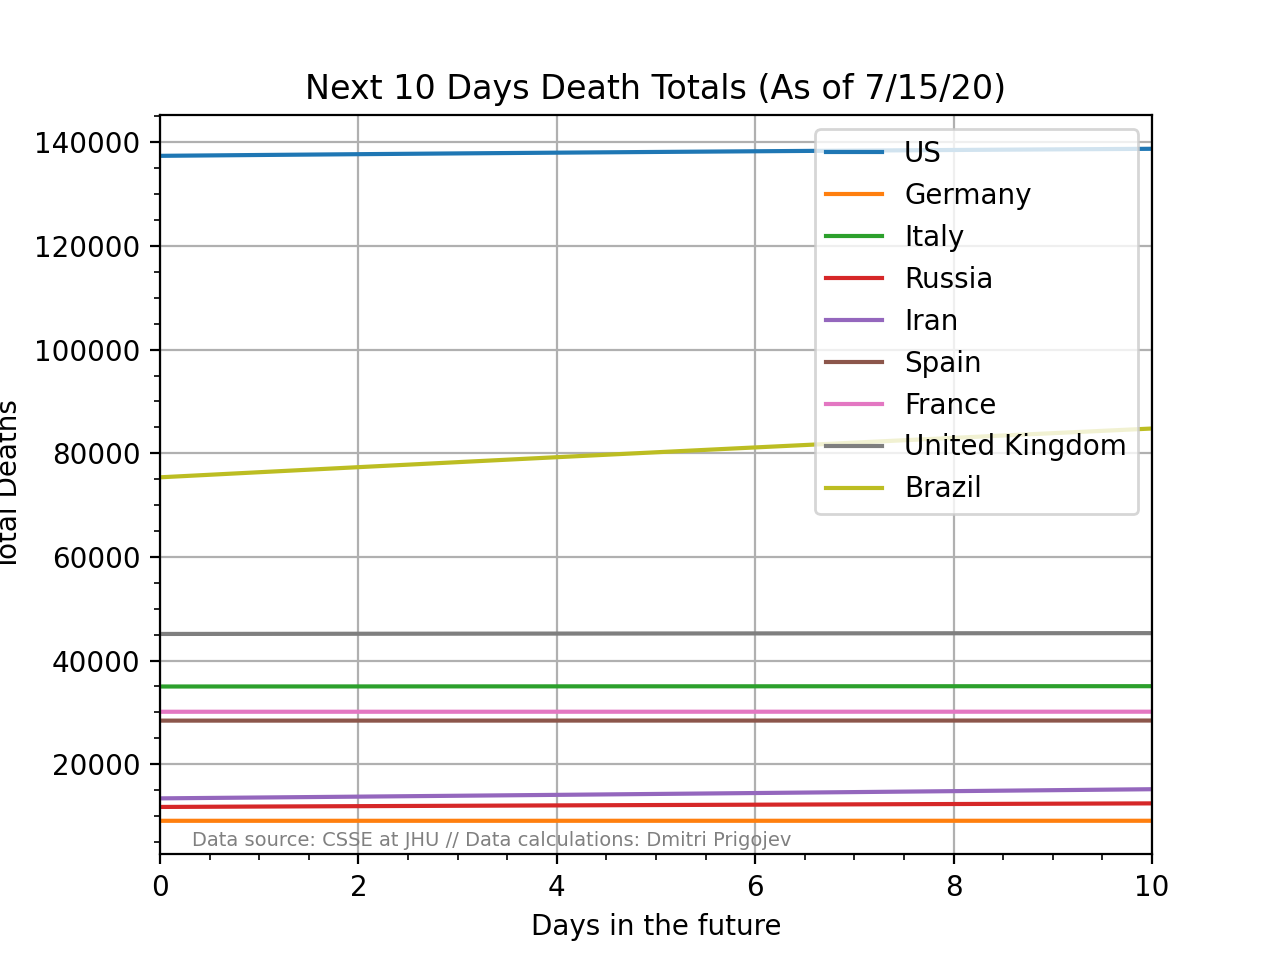 Next 10 Days Death Totals (As of 7/15/20)
140000
120000
100000
80000
60000
40000
20000
Total Deaths
US
Germany
Italy
Russia
Iran
Spain
France
United Kingdom
Brazil
Data source: CSSE at JHU // Data calculations: Dmitri Prigojev
0 2 4 6 8 10
Days in the future